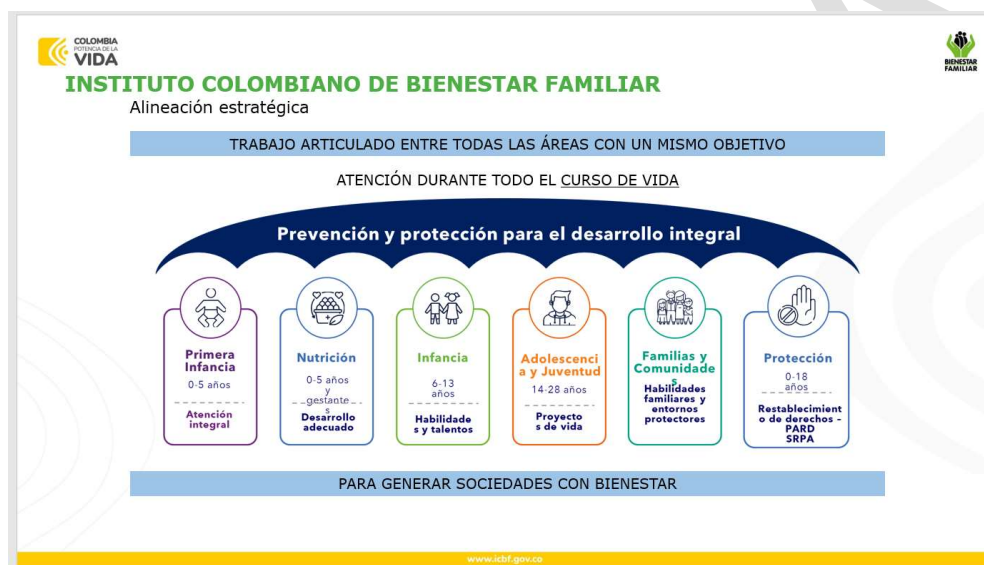 COLOMBIA
POTENCIA DE LA
VIDA
BIENESTAR
FAMILIAR
INSTITUTO COLOMBIANO DE BIENESTAR FAMILIAR
Alineación estratégica
TRABAJO ARTICULADO ENTRE TODAS LAS ÁREAS CON UN MISMO OBJETIVO
ATENCIÓN DURANTE TODO EL CURSO DE VIDA
Prevención y protección para el desarrollo integral
Primera
Infancia
0-5 años
Atención
integral
Nutrición
0-5 años
y
gestante
s
Desarrollo
adecuado
Infancia
6-13
años
Habilidade
s y talentos
Adolescenci
a y Juventud
14-28 años
Proyecto
s de vida
Familias y
Comunidade
s
Habilidades
familiares y
entornos
protectores
Protección
0-18
años
Restablecimient
o de derechos –
PARD
SRPA
PARA GENERAR SOCIEDADES CON BIENESTAR
www.icbf.gov.co